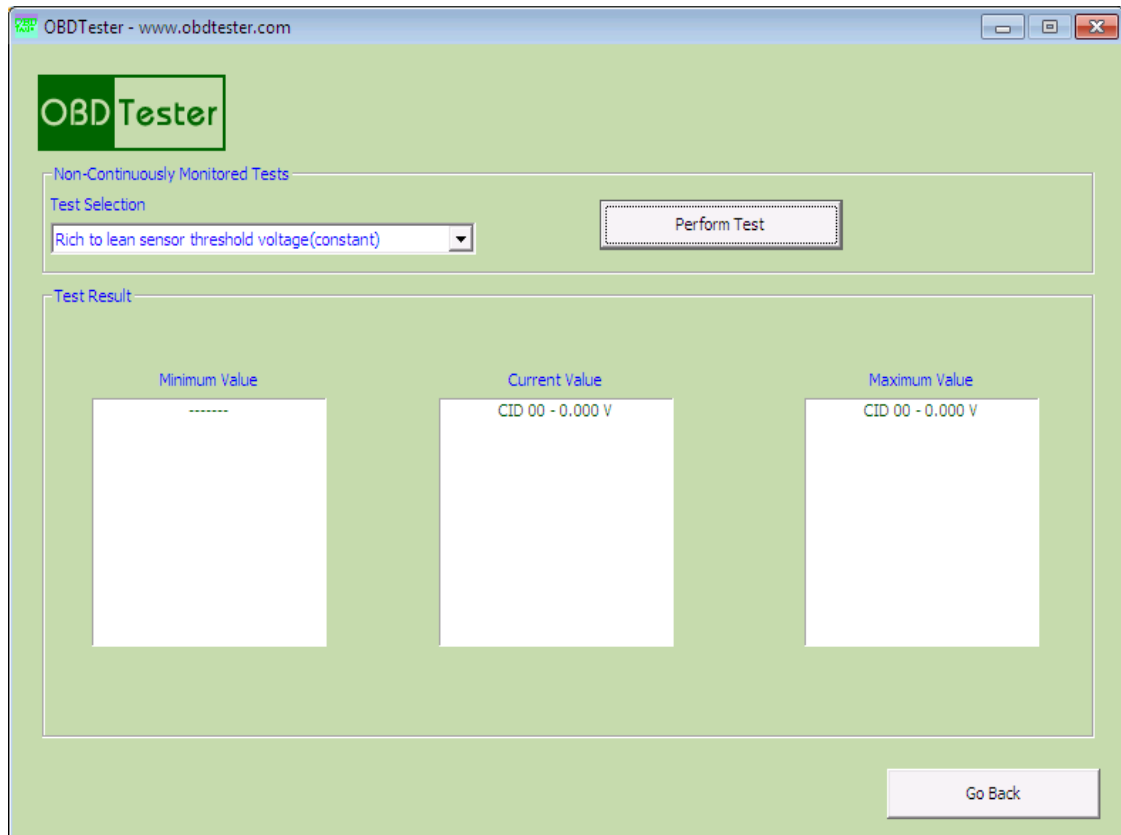 OBDTester - www.obdtester.com
OBD Tester
Non-Continuously Monitored Tests
Test Selection
Rich to lean sensor threshold voltage(constant)
Perform Test
Test Result
Minimum Value Current Value Maximum Value
------- CID 00 - 0.000 V CID 00 - 0.000 V
Go Back